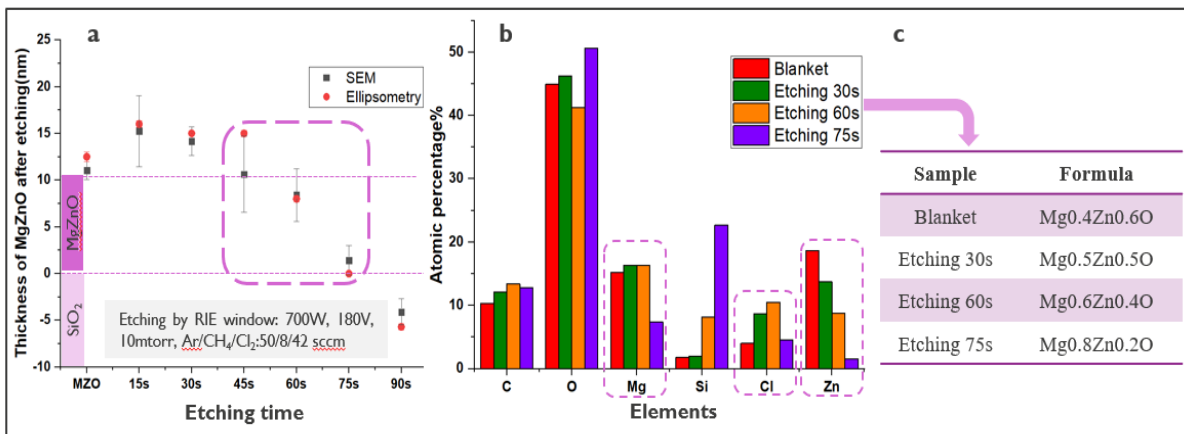 a
Thickness of MgZnO after etching(nm)
25
20
15
10
5
0
-5
-10
SEM
Ellipsometry
MgZnO
SiO2
Etching by RIE window: 700W, 180V,
10mtorr, Ar/CH4/Cl2:50/8/42 sccm
MZO 15s 30s 45s 60s 75s 90s
Etching time
b
Atomic percentage%
50
40
30
20
10
0
Blanket
Etching 30s
Etching 60s
Etching 75s
C O Mg Si Cl Zn
Elements
c
Sample Formula
Blanket Mg0.4Zn0.6O
Etching 30s Mg0.5Zn0.5O
Etching 60s Mg0.6Zn0.4O
Etching 75s Mg0.8Zn0.2O